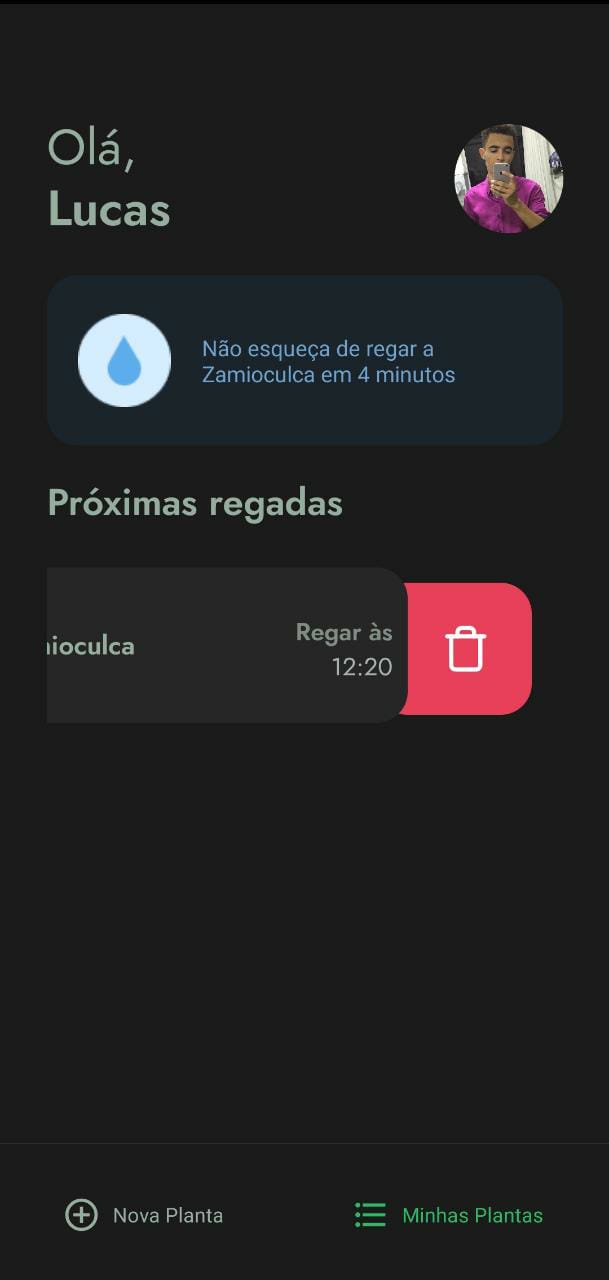 Olá,
Lucas
Não esqueça de regar a
Zamioculca em 4 minutos
Próximas regadas
ioculca
Regar às
12:20
Nova Planta
Minhas Plantas